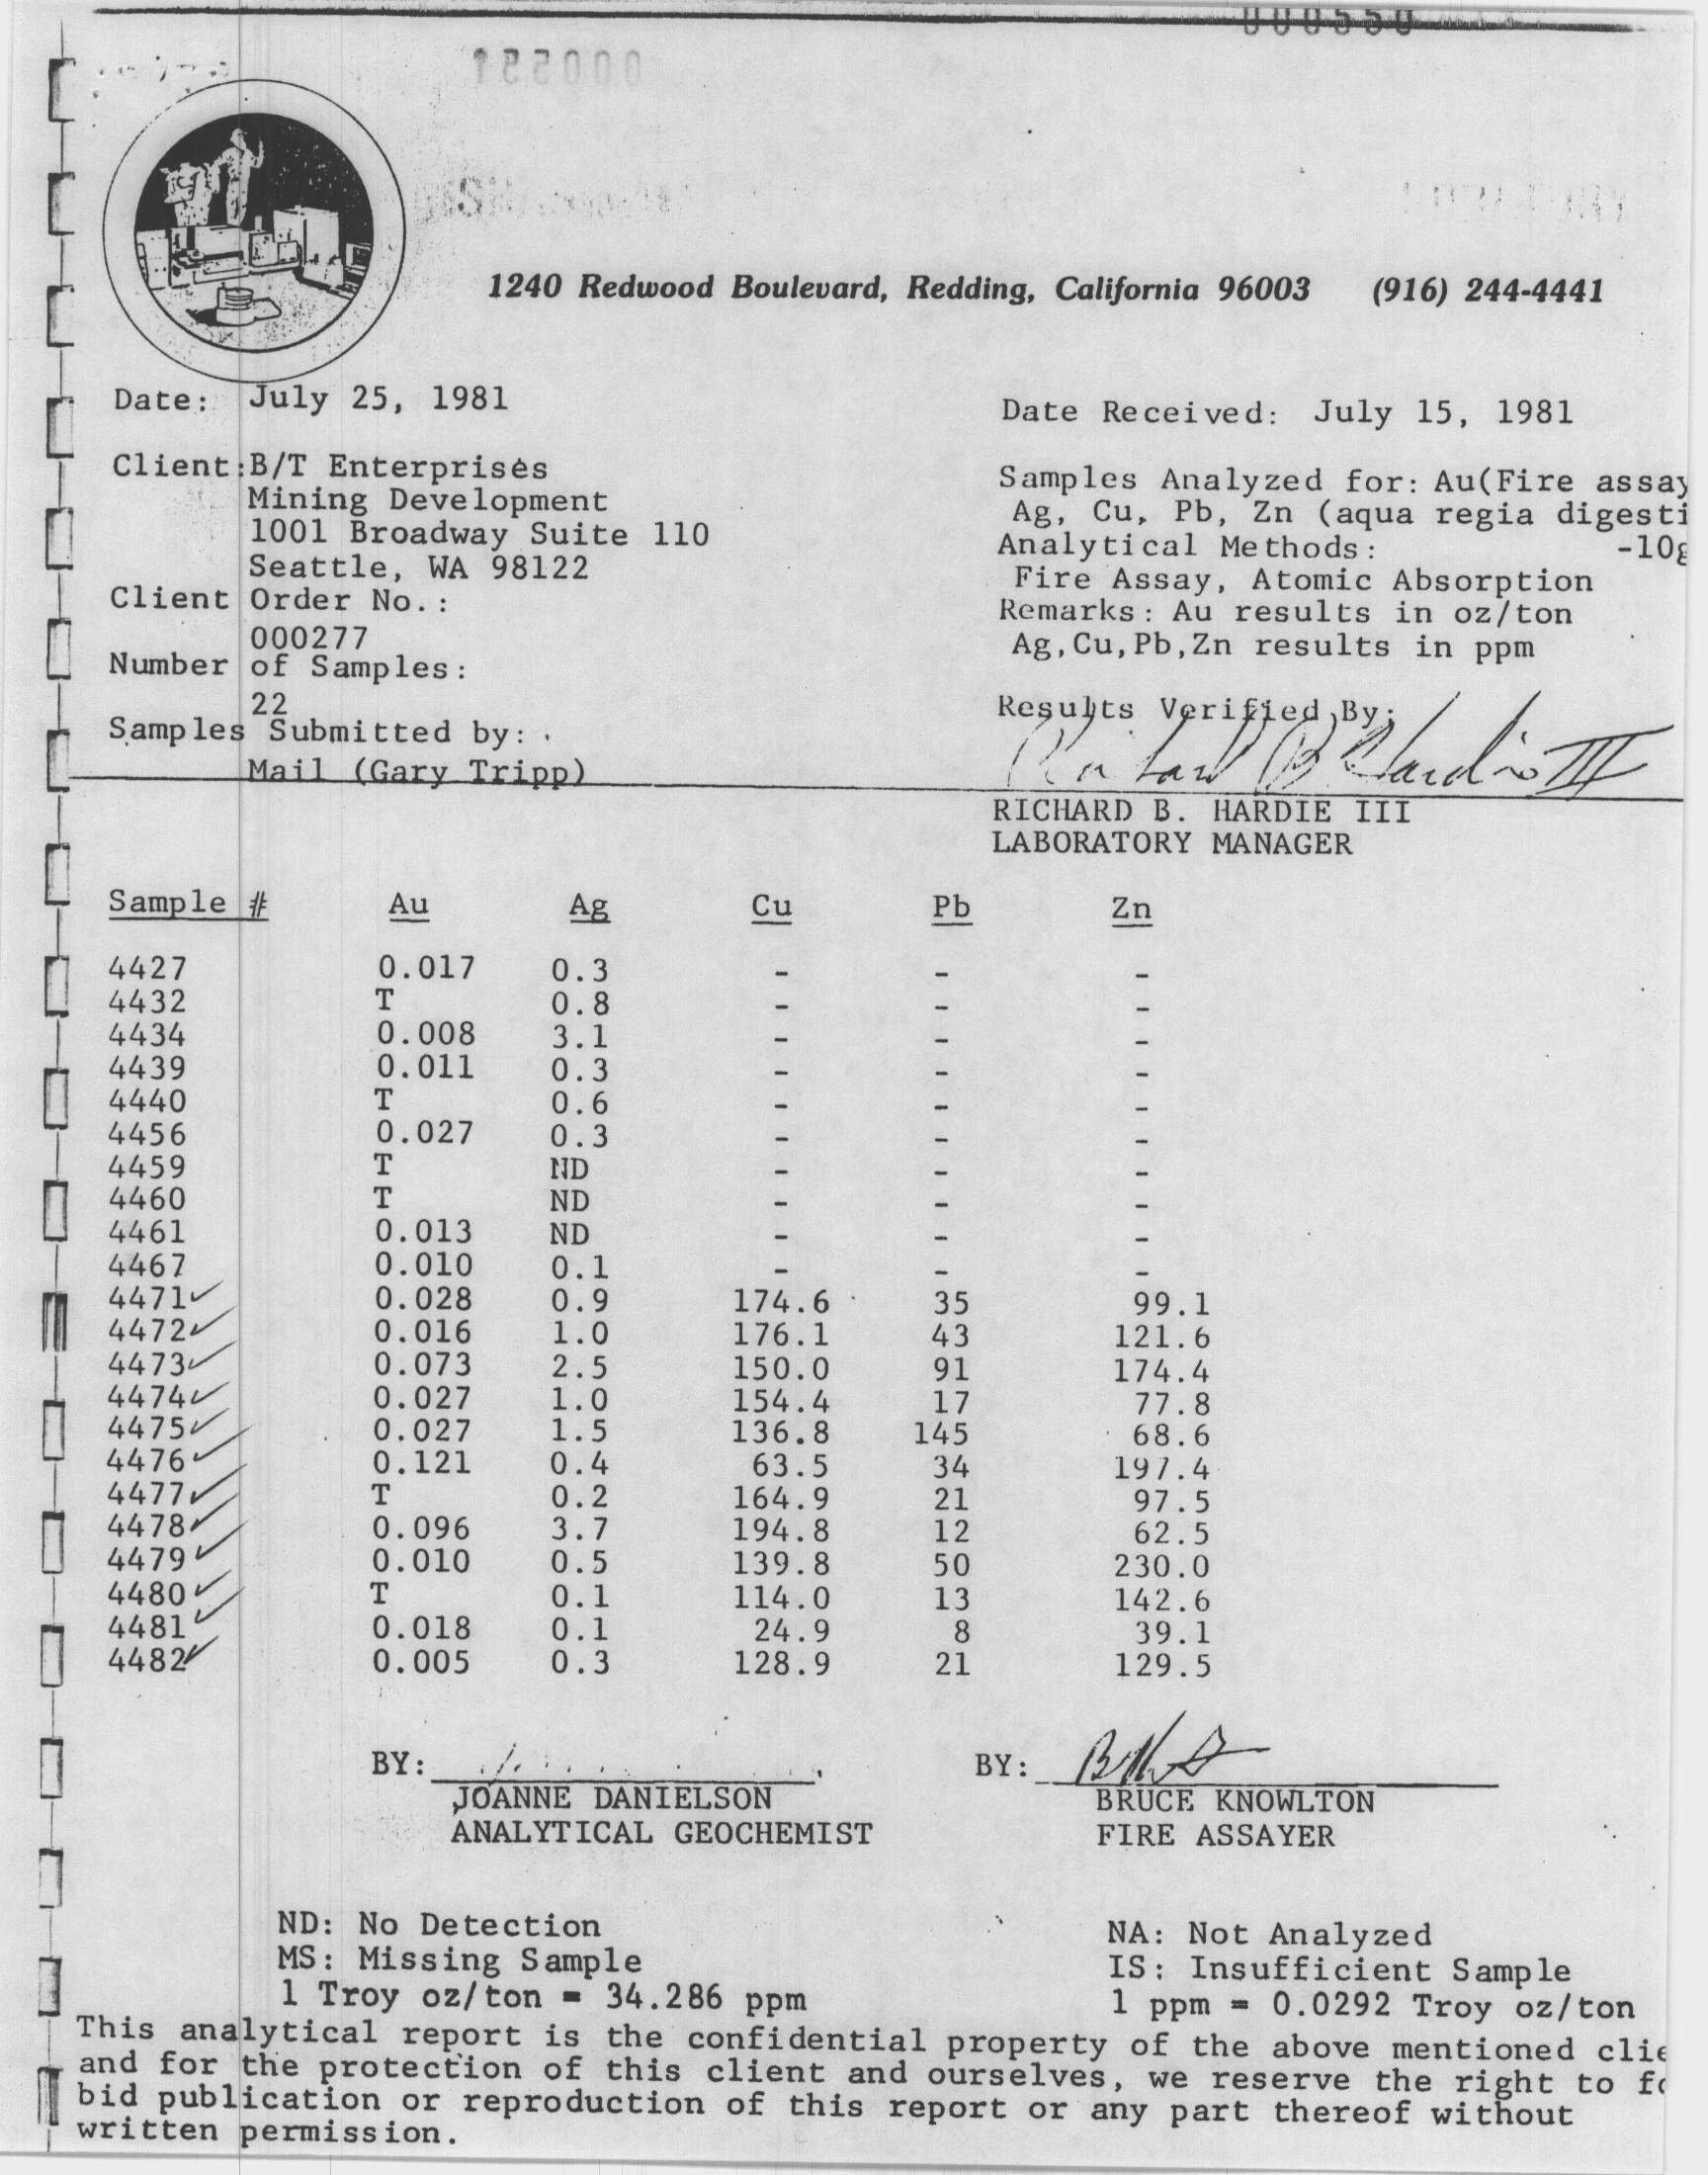 000550
000551
1240 Redwood Boulevard, Redding, California 96003 (916) 244-4441
Date: July 25, 1981
Date Received: July 15, 1981
Client: B/T Enterprises
Mining Development
1001 Broadway Suite 110
Seattle, WA 98122
Samples Analyzed for: Au(Fire assay
Ag, Cu, Pb, Zn (aqua regia digesti
Analytical Methods: -10g
Fire Assay, Atomic Absorption
Client Order No.:
000277
Remarks: Au results in oz/ton
Ag,Cu,Pb,Zn results in ppm
Number of Samples:
22
Samples Submitted by:
Mail (Gary Tripp)
Results Verified By:
Richard B Hardie III
RICHARD B. HARDIE III
LABORATORY MANAGER
Sample # Au Ag Cu Pb Zn
4427 0.017 0.3 - - -
4432 T 0.8 - - -
4434 0.008 3.1 - - -
4439 0.011 0.3 - - -
4440 T 0.6 - - -
4456 0.027 0.3 - - -
4459 T ND - - -
4460 T ND - - -
4461 0.013 ND - - -
4467 0.010 0.1 - - -
4471 0.028 0.9 174.6 35 99.1
4472 0.016 1.0 176.1 43 121.6
4473 0.073 2.5 150.0 91 174.4
4474 0.027 1.0 154.4 17 77.8
4475 0.027 1.5 136.8 145 68.6
4476 0.121 0.4 63.5 34 197.4
4477 T 0.2 164.9 21 97.5
4478 0.096 3.7 194.8 12 62.5
4479 0.010 0.5 139.8 50 230.0
4480 T 0.1 114.0 13 142.6
4481 0.018 0.1 24.9 8 39.1
4482 0.005 0.3 128.9 21 129.5
BY: BY:
JOANNE DANIELSON BRUCE KNOWLTON
ANALYTICAL GEOCHEMIST FIRE ASSAYER
ND: No Detection NA: Not Analyzed
MS: Missing Sample IS: Insufficient Sample
1 Troy oz/ton = 34.286 ppm 1 ppm = 0.0292 Troy oz/ton
This analytical report is the confidential property of the above mentioned clie
and for the protection of this client and ourselves, we reserve the right to fo
bid publication or reproduction of this report or any part thereof without
written permission.